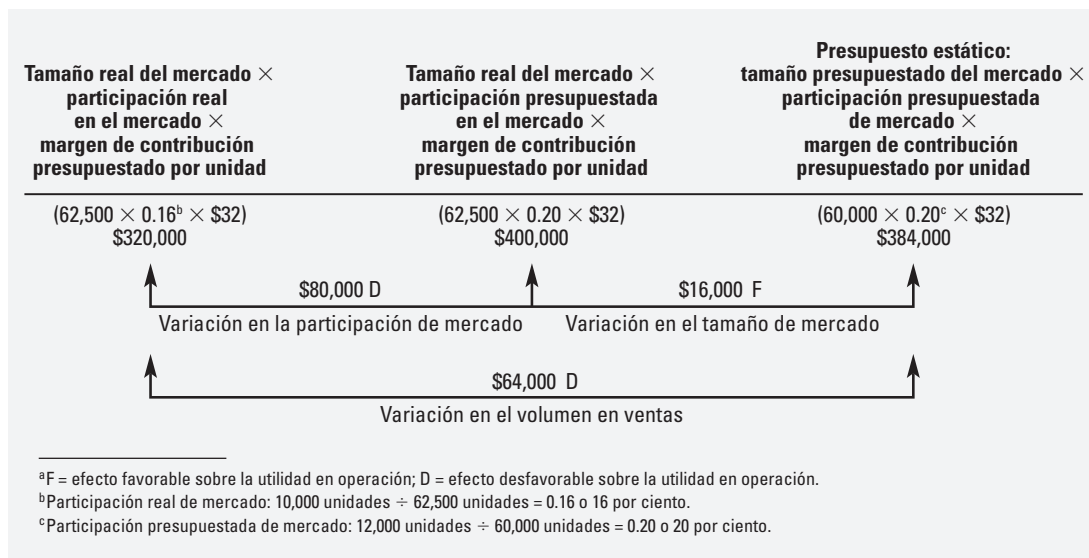 Tamaño real del mercado ×
participación real
en el mercado ×
margen de contribución
presupuestado por unidad
Tamaño real del mercado ×
participación presupuestada
en el mercado ×
margen de contribución
presupuestado por unidad
Presupuesto estático:
tamaño presupuestado del mercado ×
participación presupuestada
de mercado ×
margen de contribución
presupuestado por unidad
(62,500 × 0.16ᵇ × $32)
$320,000
(62,500 × 0.20 × $32)
$400,000
(60,000 × 0.20ᶜ × $32)
$384,000
$80,000 D
$16,000 F
Variación en la participación de mercado
Variación en el tamaño de mercado
$64,000 D
Variación en el volumen en ventas
ᵃF = efecto favorable sobre la utilidad en operación; D = efecto desfavorable sobre la utilidad en operación.
ᵇParticipación real de mercado: 10,000 unidades ÷ 62,500 unidades = 0.16 o 16 por ciento.
ᶜParticipación presupuestada de mercado: 12,000 unidades ÷ 60,000 unidades = 0.20 o 20 por ciento.